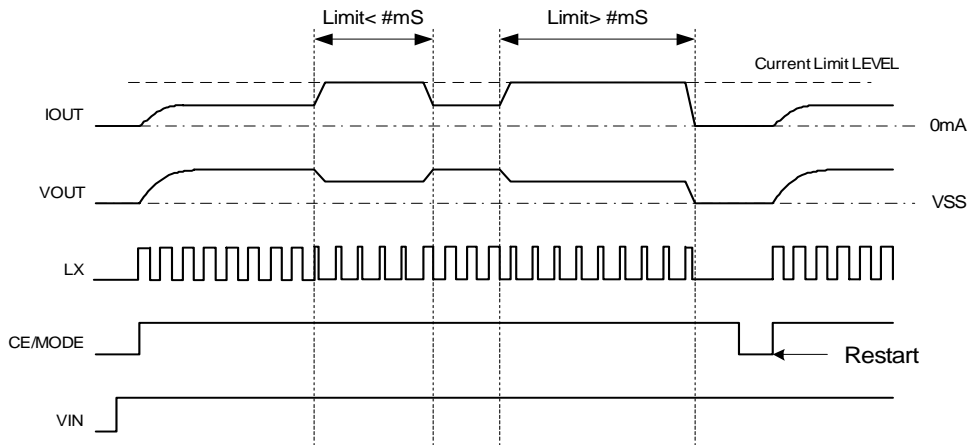 Limit< #mS
Limit> #mS
Current Limit LEVEL
IOUT
0mA
VOUT
VSS
LX
CE/MODE
Restart
VIN